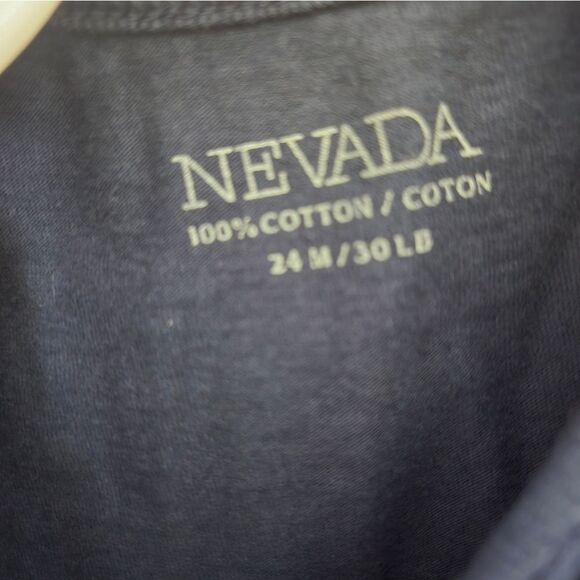 NEVADA
100% COTTON / COTON
24 M / 30 LB